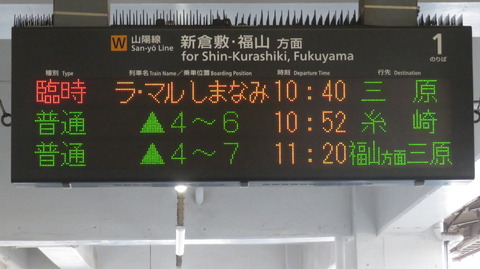 W 山陽線 San-yō Line 新倉敷・福山 方面 for Shin-Kurashiki, Fukuyama 1 のりば
種別 Type 列車名 Train Name／乗車位置 Boarding Position 時刻 Departure Time 行先 Destination
臨時 ラ・マルしまなみ 10:40 三原
普通 ▲4～6 10:52 糸崎
普通 ▲4～7 11:20 福山方面三原